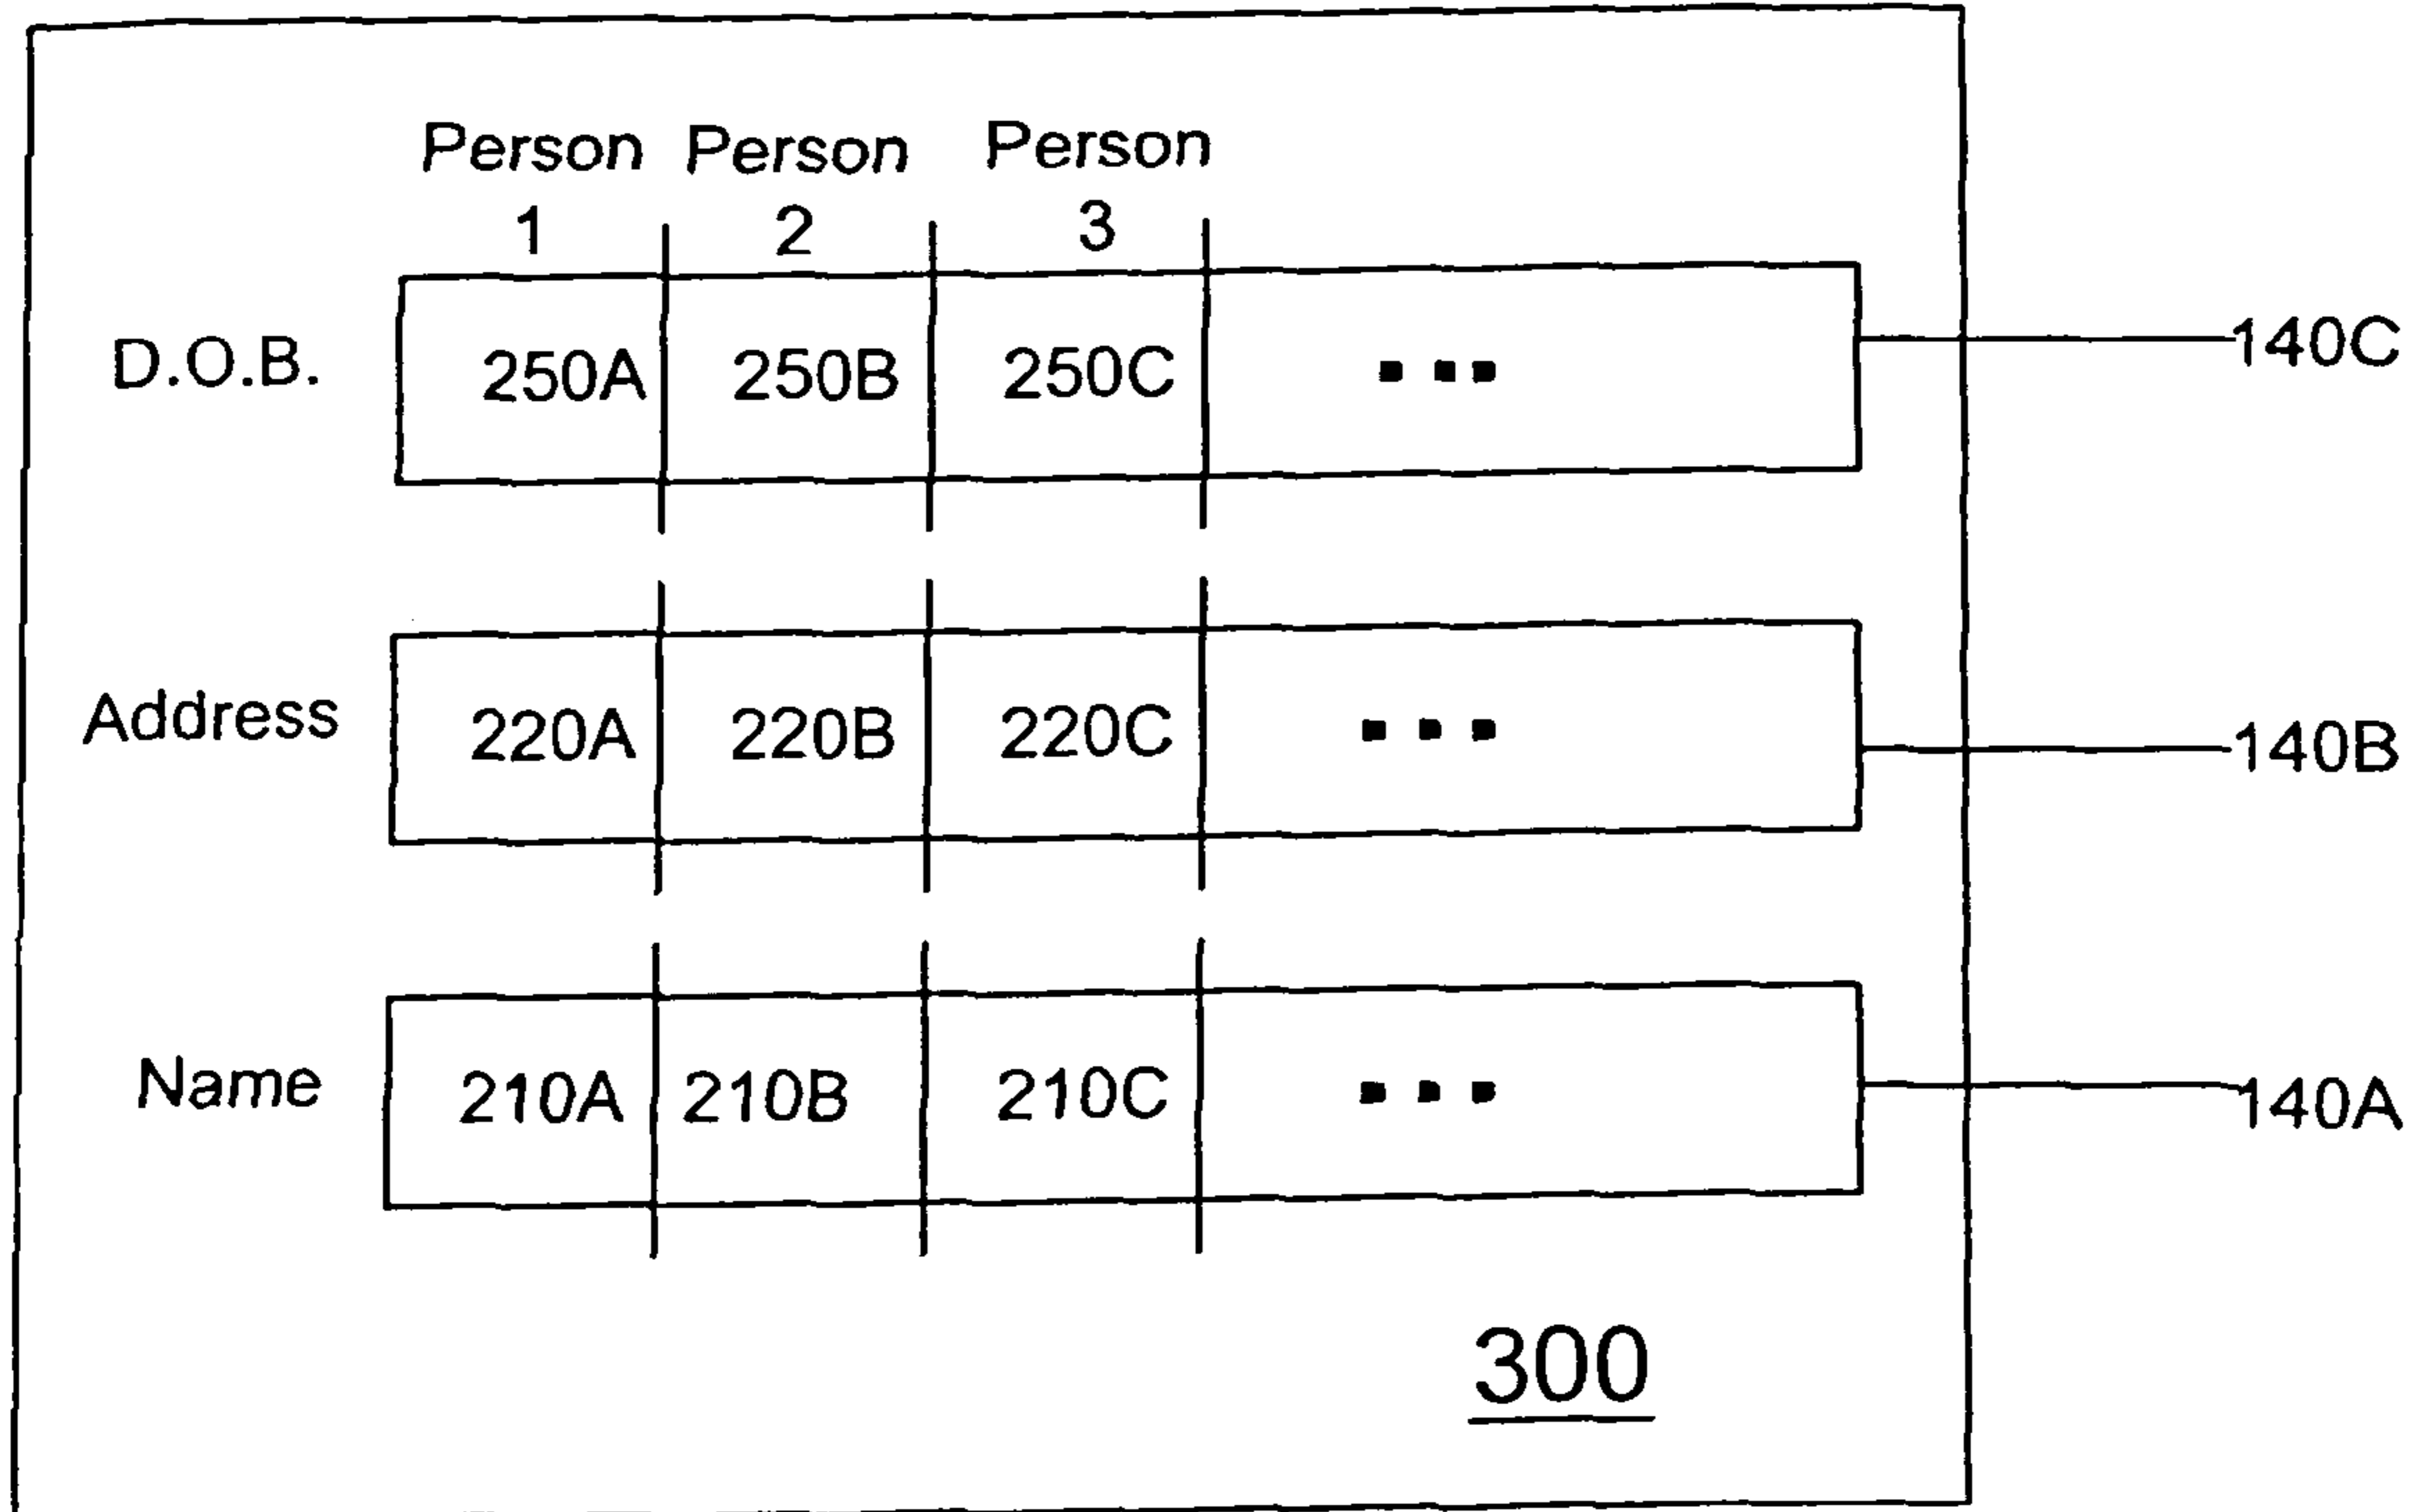 Person Person Person
1 2 3
D.O.B. 250A 250B 250C 140C
Address 220A 220B 220C 140B
Name 210A 210B 210C 140A
300